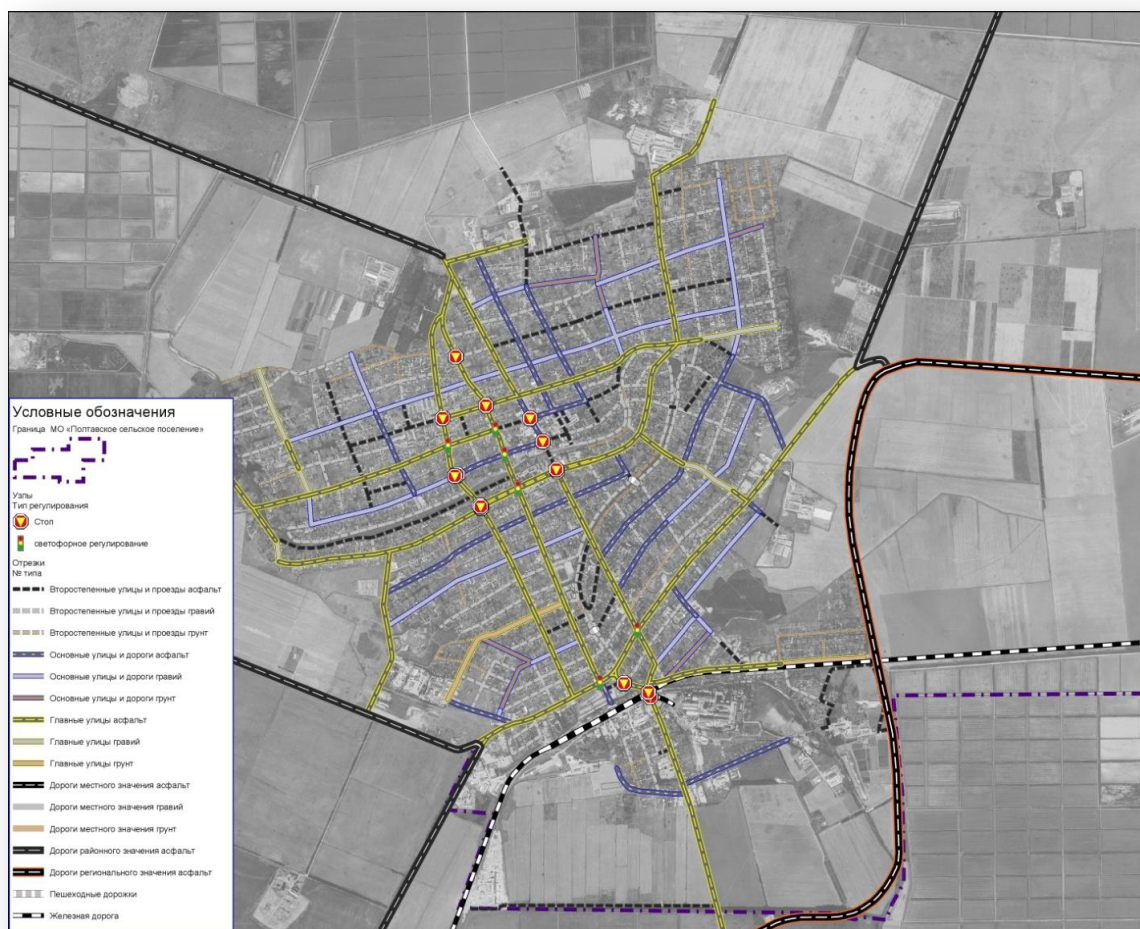 Условные обозначения
Граница МО «Полтавское сельское поселение»
Узлы
Тип регулирования
Стоп
светофорное регулирование
Отрезки
№ типа
Второстепенные улицы и проезды асфальт
Второстепенные улицы и проезды гравий
Второстепенные улицы и проезды грунт
Основные улицы и дороги асфальт
Основные улицы и дороги гравий
Основные улицы и дороги грунт
Главные улицы асфальт
Главные улицы гравий
Главные улицы грунт
Дороги местного значения асфальт
Дороги местного значения гравий
Дороги местного значения грунт
Дороги районного значения асфальт
Дороги регионального значения асфальт
Пешеходные дорожки
Железная дорога